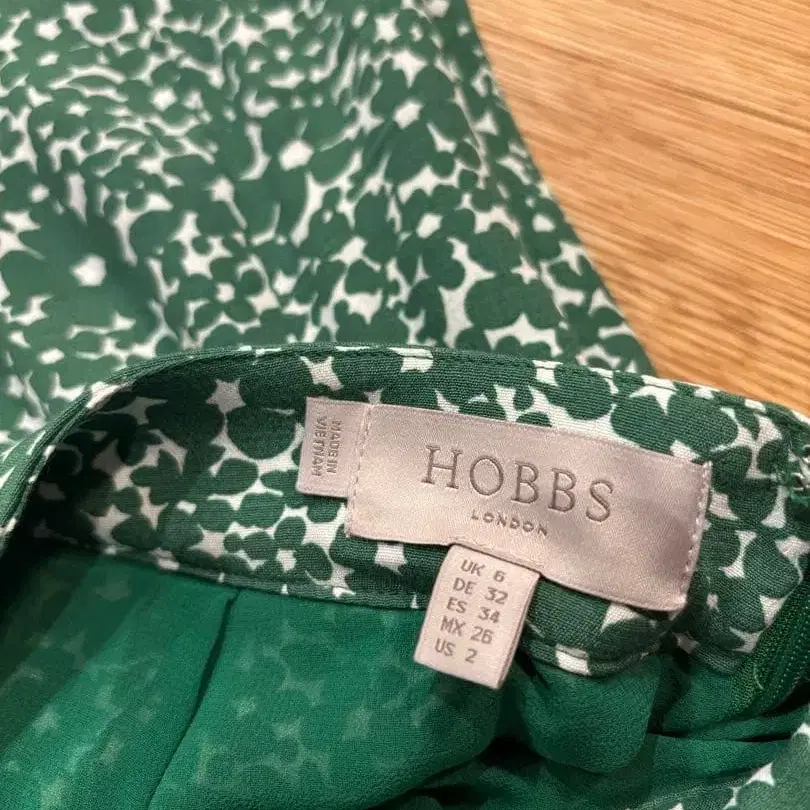 MADE IN
VIETNAM
HOBBS
LONDON
UK 6
DE 32
ES 34
MX 26
US 2